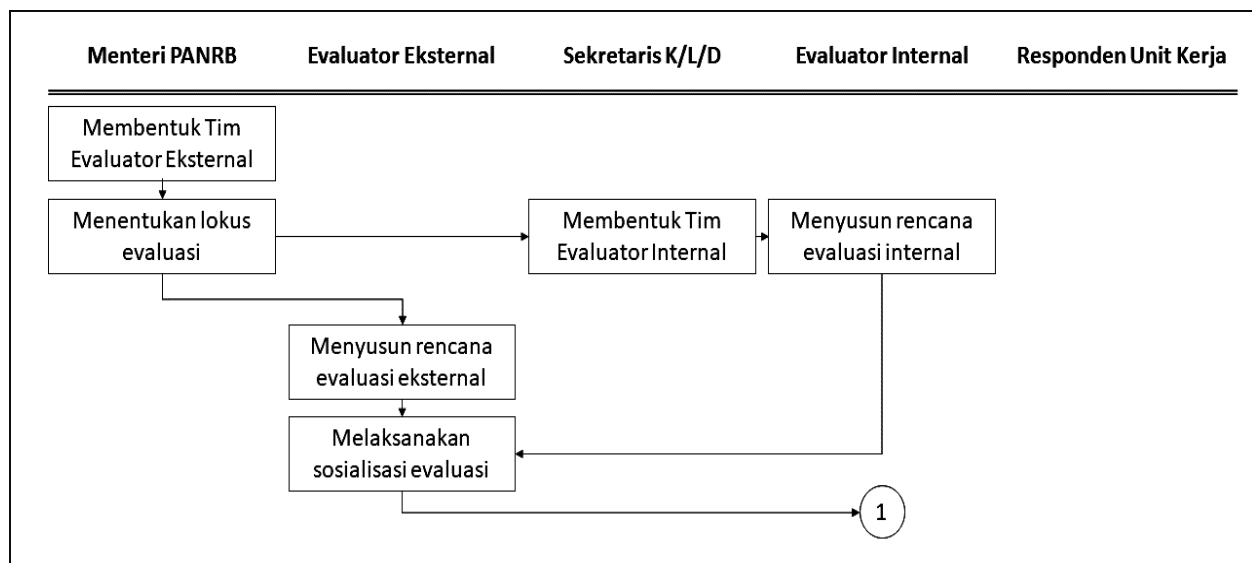 Menteri PANRB
Evaluator Eksternal
Sekretaris K/L/D
Evaluator Internal
Responden Unit Kerja
Membentuk Tim
Evaluator Eksternal
Menentukan lokus
evaluasi
Membentuk Tim
Evaluator Internal
Menyusun rencana
evaluasi internal
Menyusun rencana
evaluasi eksternal
Melaksanakan
sosialisasi evaluasi
1